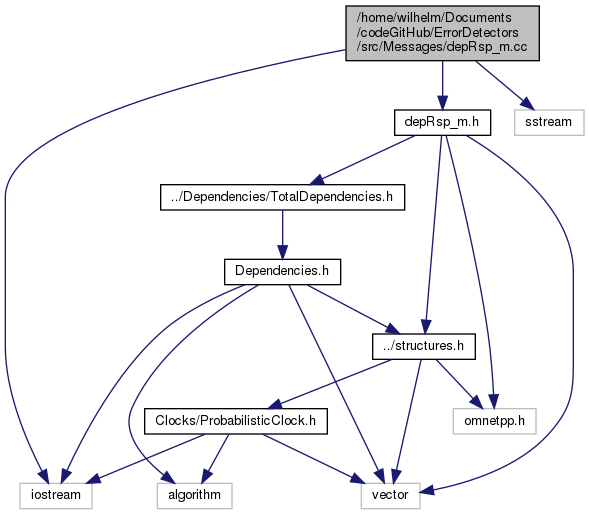 /home/wilhelm/Documents
/codeGitHub/ErrorDetectors
/src/Messages/depRsp_m.cc
depRsp_m.h
sstream
../Dependencies/TotalDependencies.h
Dependencies.h
../structures.h
Clocks/ProbabilisticClock.h
omnetpp.h
iostream
algorithm
vector